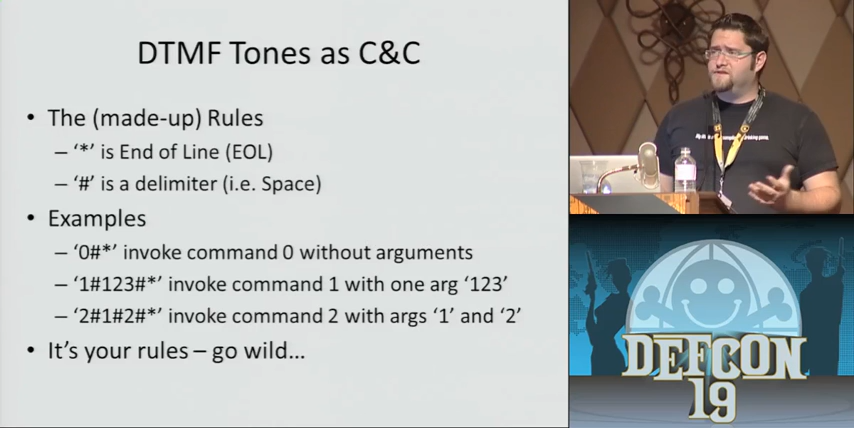 DTMF Tones as C&C
• The (made-up) Rules
– ‘*’ is End of Line (EOL)
– ‘#’ is a delimiter (i.e. Space)
• Examples
– ‘0#*’ invoke command 0 without arguments
– ‘1#123#*’ invoke command 1 with one arg ‘123’
– ‘2#1#2#*’ invoke command 2 with args ‘1’ and ‘2’
• It’s your rules – go wild…
DEFCON
19